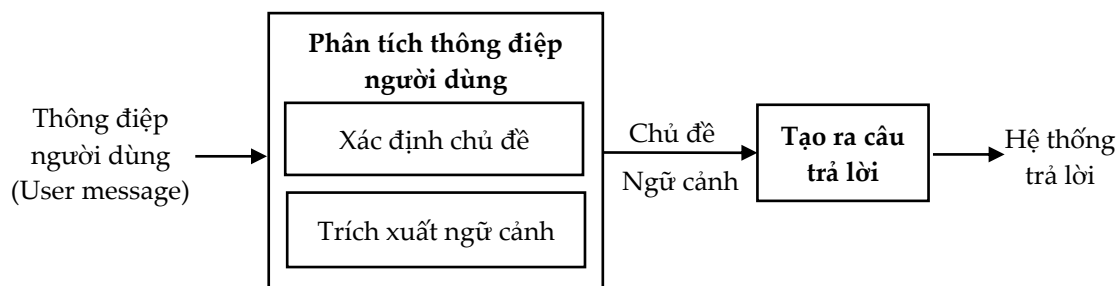 Thông điệp
người dùng
(User message)
Phân tích thông điệp
người dùng
Xác định chủ đề
Trích xuất ngữ cảnh
Chủ đề
Ngữ cảnh
Tạo ra câu
trả lời
Hệ thống
trả lời